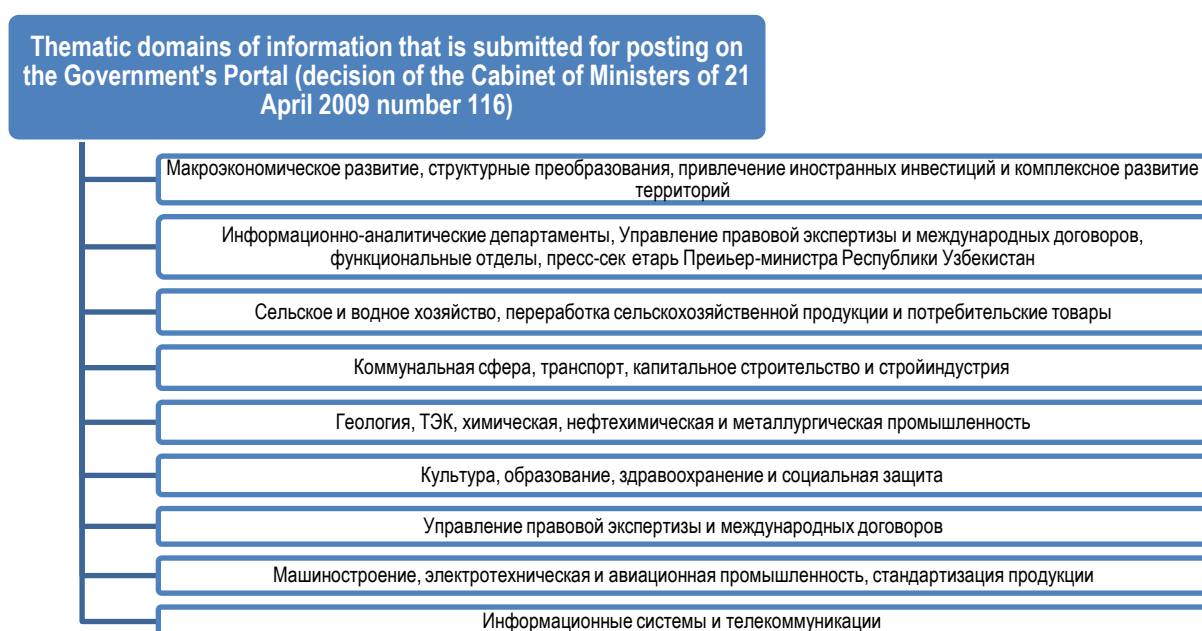 Thematic domains of information that is submitted for posting on
the Government's Portal (decision of the Cabinet of Ministers of 21
April 2009 number 116)
Макроэкономическое развитие, структурные преобразования, привлечение иностранных инвестиций и комплексное развитие
территорий
Информационно-аналитические департаменты, Управление правовой экспертизы и международных договоров,
функциональные отделы, пресс-сек етарь Преиьер-министра Республики Узбекистан
Сельское и водное хозяйство, переработка сельскохозяйственной продукции и потребительские товары
Коммунальная сфера, транспорт, капитальное строительство и стройиндустрия
Геология, ТЭК, химическая, нефтехимическая и металлургическая промышленность
Культура, образование, здравоохранение и социальная защита
Управление правовой экспертизы и международных договоров
Машиностроение, электротехническая и авиационная промышленность, стандартизация продукции
Информационные системы и телекоммуникации